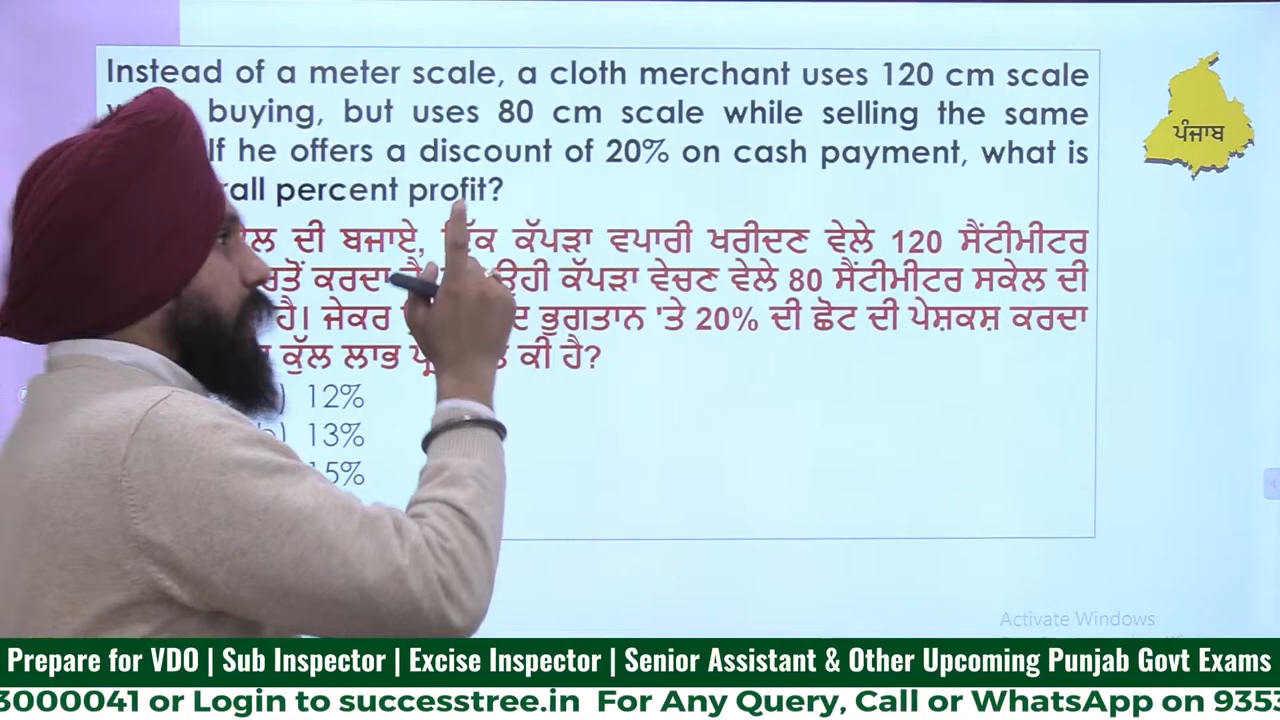 Instead of a meter scale, a cloth merchant uses 120 cm scale
buying, but uses 80 cm scale while selling the same
If he offers a discount of 20% on cash payment, what is
percent profit?
ਪੰਜਾਬ
ਦੀ ਬਜਾਏ, ਕੱਪੜਾ ਵਪਾਰੀ ਖਰੀਦਣ ਵੇਲੇ 120 ਸੈਂਟੀਮੀਟਰ
ਕਰਦਾ ਉਹੀ ਕੱਪੜਾ ਵੇਚਣ ਵੇਲੇ 80 ਸੈਂਟੀਮੀਟਰ ਸਕੇਲ ਦੀ
ਹੈ। ਜੇਕਰ ਭੁਗਤਾਨ 'ਤੇ 20% ਦੀ ਛੋਟ ਦੀ ਪੇਸ਼ਕਸ਼ ਕਰਦਾ
ਕੁੱਲ ਲਾਭ ਕੀ ਹੈ?
12%
b) 13%
15%
Activate Windows
Prepare for VDO | Sub Inspector | Excise Inspector | Senior Assistant & Other Upcoming Punjab Govt Exams
3000041 or Login to successtree.in For Any Query, Call or WhatsApp on 9353